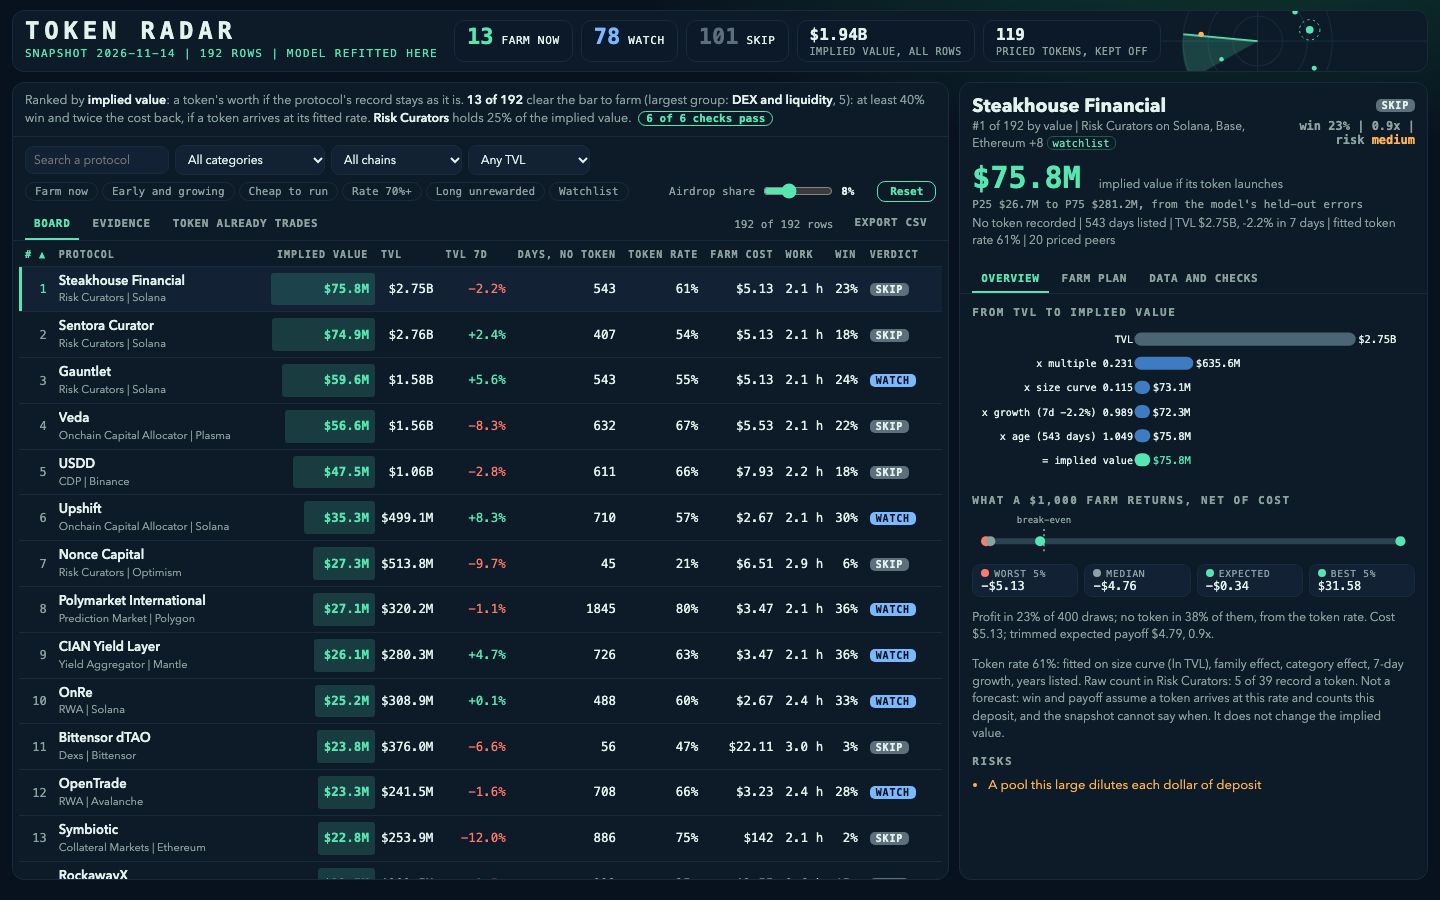 TOKEN RADAR
SNAPSHOT 2026-11-14 | 192 ROWS | MODEL REFITTED HERE
13 FARM NOW
78 WATCH
101 SKIP
$1.94B
IMPLIED VALUE, ALL ROWS
119
PRICED TOKENS, KEPT OFF
Ranked by implied value: a token's worth if the protocol's record stays as it is. 13 of 192 clear the bar to farm (largest group: DEX and liquidity, 5): at least 40%
win and twice the cost back, if a token arrives at its fitted rate. Risk Curators holds 25% of the implied value. 6 of 6 checks pass
Search a protocol
All categories
All chains
Any TVL
Farm now
Early and growing
Cheap to run
Rate 70%+
Long unrewarded
Watchlist
Airdrop share 8%
Reset
BOARD
EVIDENCE
TOKEN ALREADY TRADES
192 of 192 rows
EXPORT CSV
# ▲ PROTOCOL IMPLIED VALUE TVL TVL 7D DAYS, NO TOKEN TOKEN RATE FARM COST WORK WIN VERDICT
1 Steakhouse Financial $75.8M $2.75B −2.2% 543 61% $5.13 2.1 h 23% SKIP
Risk Curators | Solana
2 Sentora Curator $74.9M $2.76B +2.4% 407 54% $5.13 2.1 h 18% SKIP
Risk Curators | Solana
3 Gauntlet $59.6M $1.58B +5.6% 543 55% $5.13 2.1 h 24% WATCH
Risk Curators | Solana
4 Veda $56.6M $1.56B −8.3% 632 67% $5.53 2.1 h 22% SKIP
Onchain Capital Allocator | Plasma
5 USDD $47.5M $1.06B −2.8% 611 66% $7.93 2.2 h 18% SKIP
CDP | Binance
6 Upshift $35.3M $499.1M +8.3% 710 57% $2.67 2.1 h 30% WATCH
Onchain Capital Allocator | Solana
7 Nonce Capital $27.3M $513.8M −9.7% 45 21% $6.51 2.9 h 6% SKIP
Risk Curators | Optimism
8 Polymarket International $27.1M $320.2M −1.1% 1845 80% $3.47 2.1 h 36% WATCH
Prediction Market | Polygon
9 CIAN Yield Layer $26.1M $280.3M +4.7% 726 63% $3.47 2.1 h 36% WATCH
Yield Aggregator | Mantle
10 OnRe $25.2M $308.9M +0.1% 488 60% $2.67 2.4 h 33% WATCH
RWA | Solana
11 Bittensor dTAO $23.8M $376.0M −6.6% 56 47% $22.11 3.0 h 3% SKIP
Dexs | Bittensor
12 OpenTrade $23.3M $241.5M −1.6% 708 66% $3.23 2.4 h 28% WATCH
RWA | Avalanche
13 Symbiotic $22.8M $253.9M −12.0% 886 75% $142 2.1 h 2% SKIP
Collateral Markets | Ethereum
RockawayX
Steakhouse Financial
SKIP
#1 of 192 by value | Risk Curators on Solana, Base,
Ethereum +8 watchlist
win 23% | 0.9x |
risk medium
$75.8M implied value if its token launches
P25 $26.7M to P75 $281.2M, from the model's held-out errors
No token recorded | 543 days listed | TVL $2.75B, -2.2% in 7 days | fitted token
rate 61% | 20 priced peers
OVERVIEW
FARM PLAN
DATA AND CHECKS
FROM TVL TO IMPLIED VALUE
TVL $2.75B
x multiple 0.231 $635.6M
x size curve 0.115 $73.1M
x growth (7d −2.2%) 0.989 $72.3M
x age (543 days) 1.049 $75.8M
= implied value $75.8M
WHAT A $1,000 FARM RETURNS, NET OF COST
break-even
WORST 5%
−$5.13
MEDIAN
−$4.76
EXPECTED
−$0.34
BEST 5%
$31.58
Profit in 23% of 400 draws; no token in 38% of them, from the token rate. Cost
$5.13; trimmed expected payoff $4.79, 0.9x.
Token rate 61%: fitted on size curve (ln TVL), family effect, category effect, 7-day
growth, years listed. Raw count in Risk Curators: 5 of 39 record a token. Not a
forecast: win and payoff assume a token arrives at this rate and counts this
deposit, and the snapshot cannot say when. It does not change the implied
value.
RISKS
• A pool this large dilutes each dollar of deposit